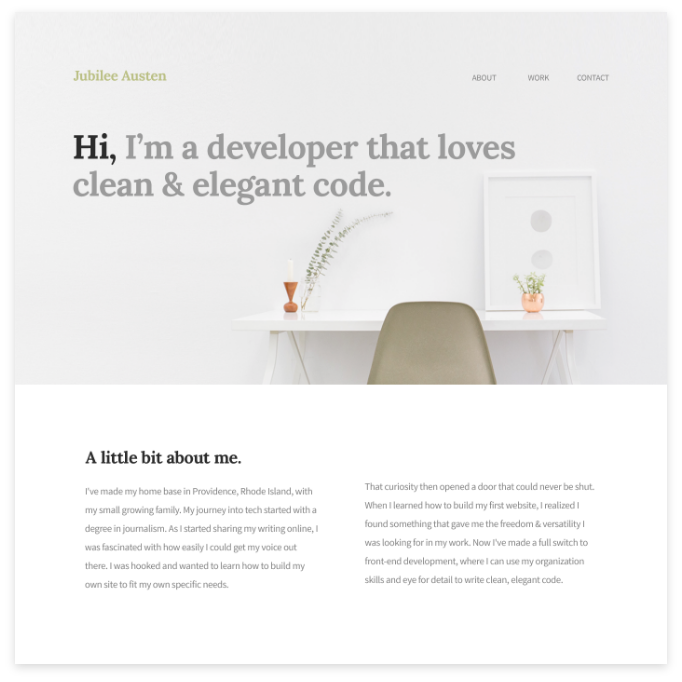 Jubilee Austen
ABOUT WORK CONTACT
Hi, I'm a developer that loves
clean & elegant code.
A little bit about me.
I've made my home base in Providence, Rhode Island, with
my small growing family. My journey into tech started with a
degree in journalism. As I started sharing my writing online, I
was fascinated with how easily I could get my voice out
there. I was hooked and wanted to learn how to build my
own site to fit my own specific needs.
That curiosity then opened a door that could never be shut.
When I learned how to build my first website, I realized I
found something that gave me the freedom & versatility I
was looking for in my work. Now I've made a full switch to
front-end development, where I can use my organization
skills and eye for detail to write clean, elegant code.